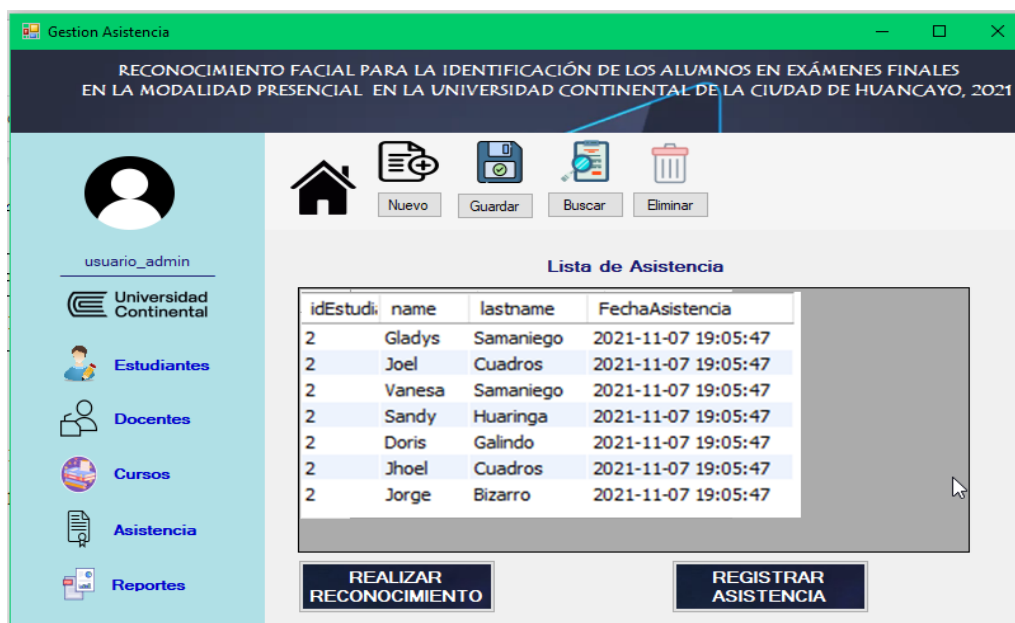 Gestion Asistencia
RECONOCIMIENTO FACIAL PARA LA IDENTIFICACIÓN DE LOS ALUMNOS EN EXÁMENES FINALES
EN LA MODALIDAD PRESENCIAL EN LA UNIVERSIDAD CONTINENTAL DE LA CIUDAD DE HUANCAYO, 2021
Nuevo Guardar Buscar Eliminar
usuario_admin
Universidad
Continental
Estudiantes
Docentes
Cursos
Asistencia
Reportes
Lista de Asistencia
idEstudi name lastname FechaAsistencia
2 Gladys Samaniego 2021-11-07 19:05:47
2 Joel Cuadros 2021-11-07 19:05:47
2 Vanesa Samaniego 2021-11-07 19:05:47
2 Sandy Huaringa 2021-11-07 19:05:47
2 Doris Galindo 2021-11-07 19:05:47
2 Jhoel Cuadros 2021-11-07 19:05:47
2 Jorge Bizarro 2021-11-07 19:05:47
REALIZAR
RECONOCIMIENTO
REGISTRAR
ASISTENCIA